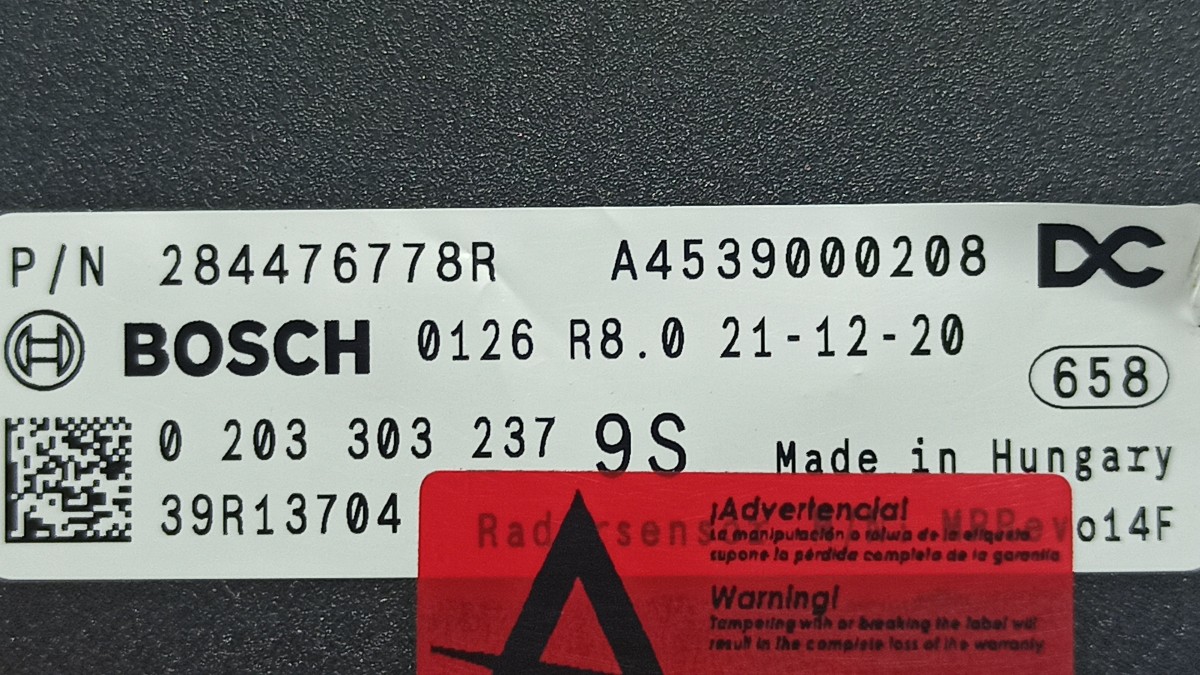 P/N 284476778R A4539000208 DC
BOSCH 0126 R8.0 21-12-20
658
0 203 303 237 9S Made in Hungary
39R13704 Radarsensor MRRevo14F
¡Advertencia!
La manipulación o rotura de la etiqueta
supone la pérdida completa de la garantía
Warning!
Tampering with or breaking the label will
result in the complete loss of the warranty